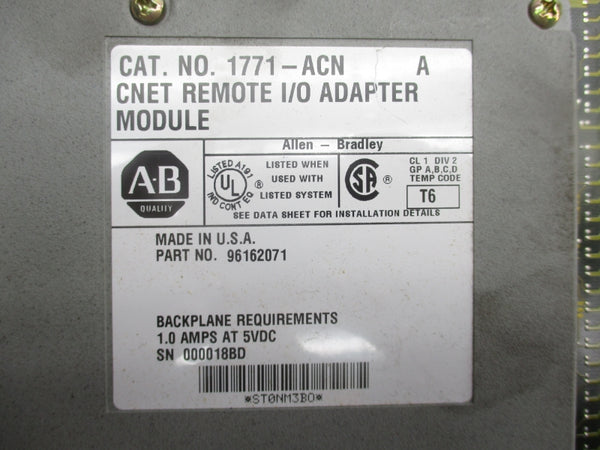 CAT. NO. 1771-ACN A
CNET REMOTE I/O ADAPTER
MODULE
Allen - Bradley
A·B
QUALITY
LISTED A191
UL ®
IND CONT EQ
LISTED WHEN
USED WITH
LISTED SYSTEM
SA ®
CL 1 DIV 2
GP A,B,C,D
TEMP CODE
T6
SEE DATA SHEET FOR INSTALLATION DETAILS
MADE IN U.S.A.
PART NO. 96162071
BACKPLANE REQUIREMENTS
1.0 AMPS AT 5VDC
SN 000018BD
*ST0NM3B0*